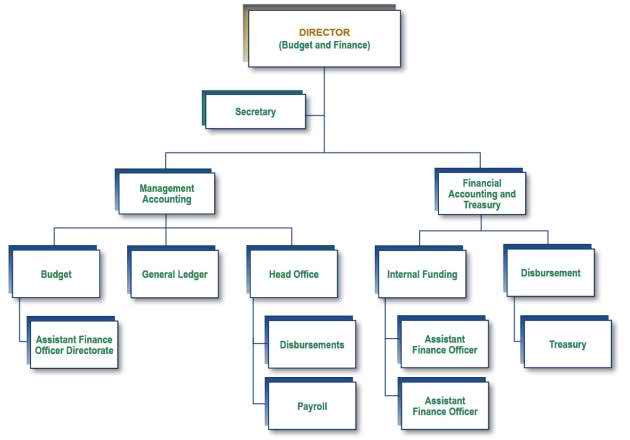 DIRECTOR
(Budget and Finance)
Secretary
Management
Accounting
Financial
Accounting and
Treasury
Budget
General Ledger
Head Office
Internal Funding
Disbursement
Assistant Finance
Officer Directorate
Disbursements
Assistant
Finance Officer
Treasury
Payroll
Assistant
Finance Officer